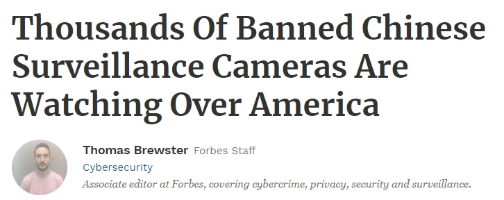 Thousands Of Banned Chinese
Surveillance Cameras Are
Watching Over America
Thomas Brewster Forbes Staff
Cybersecurity
Associate editor at Forbes, covering cybercrime, privacy, security and surveillance.